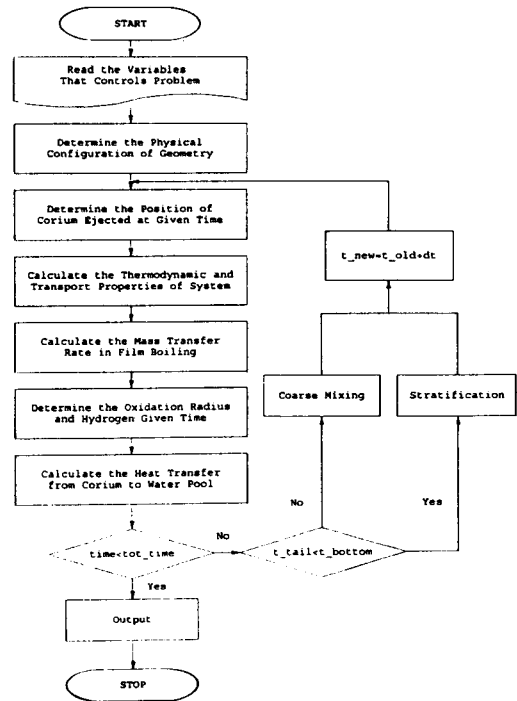 START
Read the Variables
That Controls Problem
Determine the Physical
Configuration of Geometry
Determine the Position of
Corium Ejected at Given Time
Calculate the Thermodynamic and
Transport Properties of System
Calculate the Mass Transfer
Rate in Film Boiling
Determine the Oxidation Radius
and Hydrogen Given Time
Calculate the Heat Transfer
from Corium to Water Pool
time<tot_time
No
Yes
Output
STOP
t_tail<t_bottom
No
Yes
Coarse Mixing
Stratification
t_new=t_old+dt